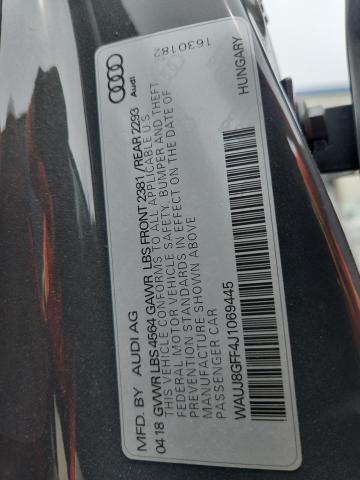 1630182
Audi
MFD. BY AUDI AG
04 18 GVWR LBS 4564 GAWR LBS FRONT 2381 / REAR 2293
THIS VEHICLE CONFORMS TO ALL APPLICABLE U.S.
FEDERAL MOTOR VEHICLE SAFETY, BUMPER AND THEFT
STANDARDS IN EFFECT ON THE DATE OF
MANUFACTURE SHOWN ABOVE
PASSENGER CAR
WAUJ8GFF4J1069445
HUNGARY